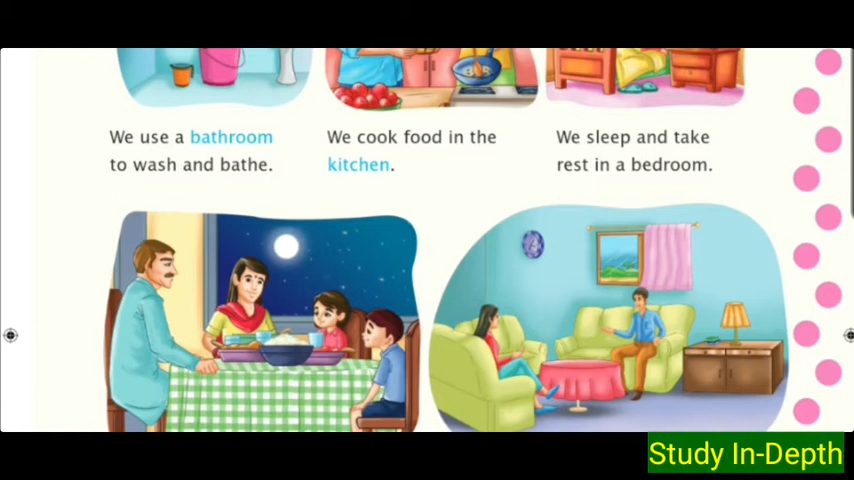 We use a bathroom
to wash and bathe.
We cook food in the
kitchen.
We sleep and take
rest in a bedroom.
Study In-Depth